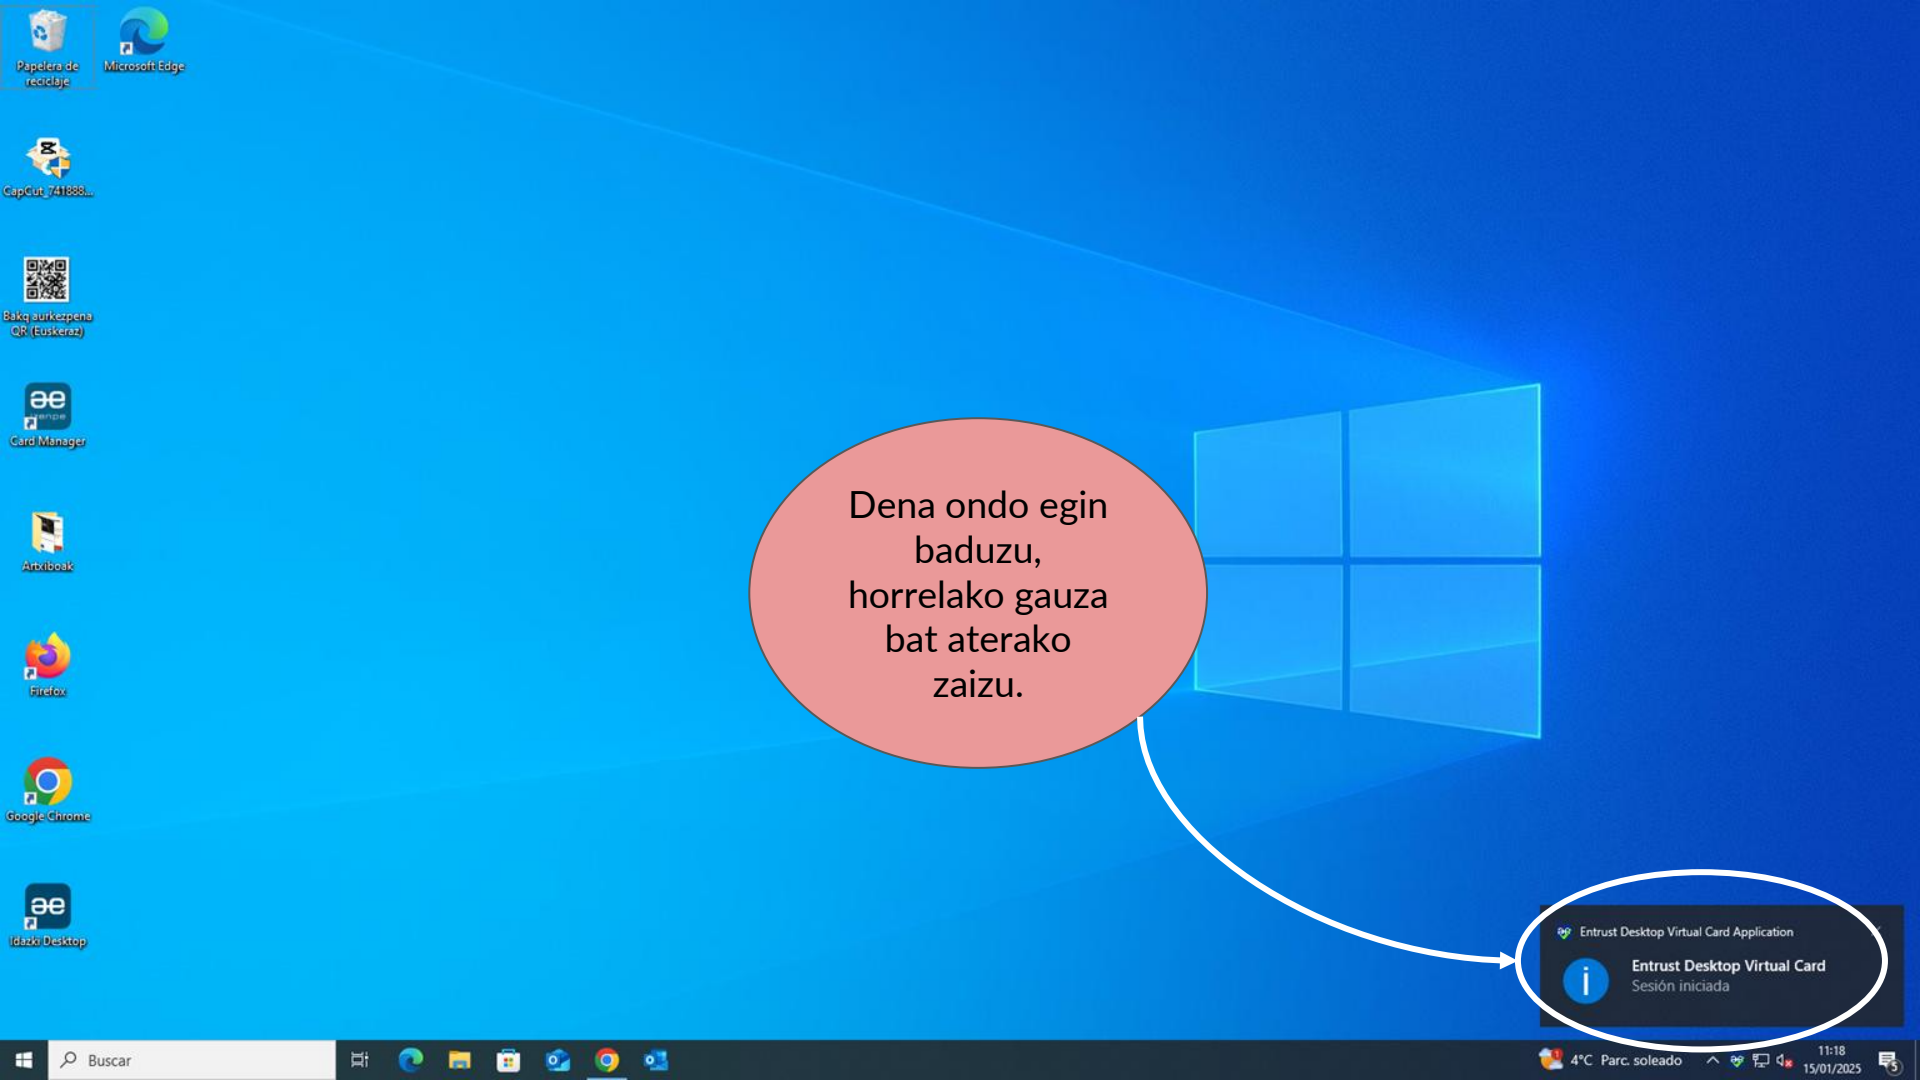 Papelera de
reciclaje
Microsoft Edge
CapCut_741888...
Bakq aurkezpena
QR (Euskeraz)
izenpe
Card Manager
Artxiboak
Firefox
Google Chrome
Idazki Desktop
Dena ondo egin
baduzu,
horrelako gauza
bat aterako
zaizu.
Entrust Desktop Virtual Card Application
Entrust Desktop Virtual Card
Sesión iniciada
Buscar
4°C Parc. soleado
11:18
15/01/2025
5